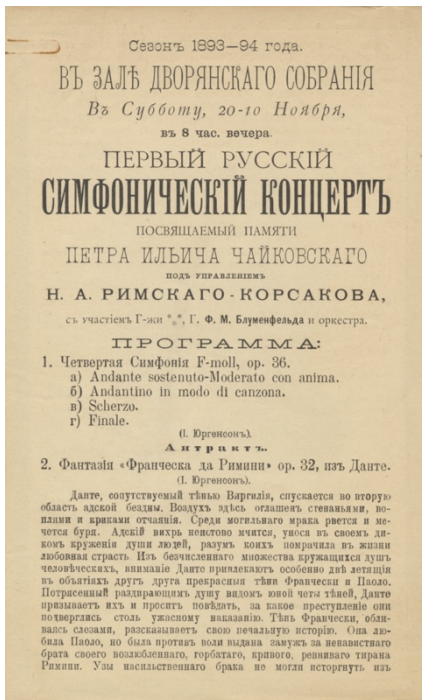 Сезонъ 1893—94 года.
ВЪ ЗАЛѢ ДВОРЯНСКАГО СОБРАНІЯ
Въ Субботу, 20-го Ноября,
въ 8 час. вечера.
ПЕРВЫЙ РУССКІЙ
СИМФОНИЧЕСКІЙ КОНЦЕРТЪ
ПОСВЯЩАЕМЫЙ ПАМЯТИ
ПЕТРА ИЛЬИЧА ЧАЙКОВСКАГО
ПОДЪ УПРАВЛЕНІЕМЪ
Н. А. РИМСКАГО-КОРСАКОВА,
съ участіемъ Г-жи ***, Г. Ф. М. Блуменфельда и оркестра.
ПРОГРАММА:
1. Четвертая Симфонія F-moll, op. 36.
а) Andante sostenuto-Moderato con anima.
б) Andantino in modo di canzona.
в) Scherzo.
г) Finale.
(І. Юргенсонъ).
Антрактъ.
2. Фантазія «Франческа да Римини» op. 32, изъ Данте.
(І. Юргенсонъ).
Данте, сопутствуемый тѣнью Виргилія, спускается во вторую
область адской бездны. Воздухъ здѣсь оглашенъ стенаньями, во-
плями и криками отчаянія. Среди могильнаго мрака рвется и ме-
чется буря. Адскій вихрь неистово мчится, унося въ своемъ ди-
комъ круженіи души людей, разумъ коихъ помрачила въ жизни
любовная страсть. Изъ безчисленнаго множества кружащихся душъ
человѣческихъ, вниманіе Данте привлекаютъ особенно двѣ летящія
въ объятіяхъ другъ друга прекрасныя тѣни Франчески и Паоло.
Потрясенный раздирающимъ душу видомъ юной четы тѣней, Данте
призываетъ ихъ и проситъ повѣдать, за какое преступленіе они
подверглись столь ужасному наказанію. Тѣнь Франчески, обли-
ваясь слезами, разсказываетъ свою печальную исторію. Она лю-
била Паоло, но была противъ воли выдана замужъ за ненавистнаго
брата своего возлюбленнаго, горбатаго, криваго, ревниваго тирана
Римини. Узы насильственнаго брака не могли исторгнуть изъ